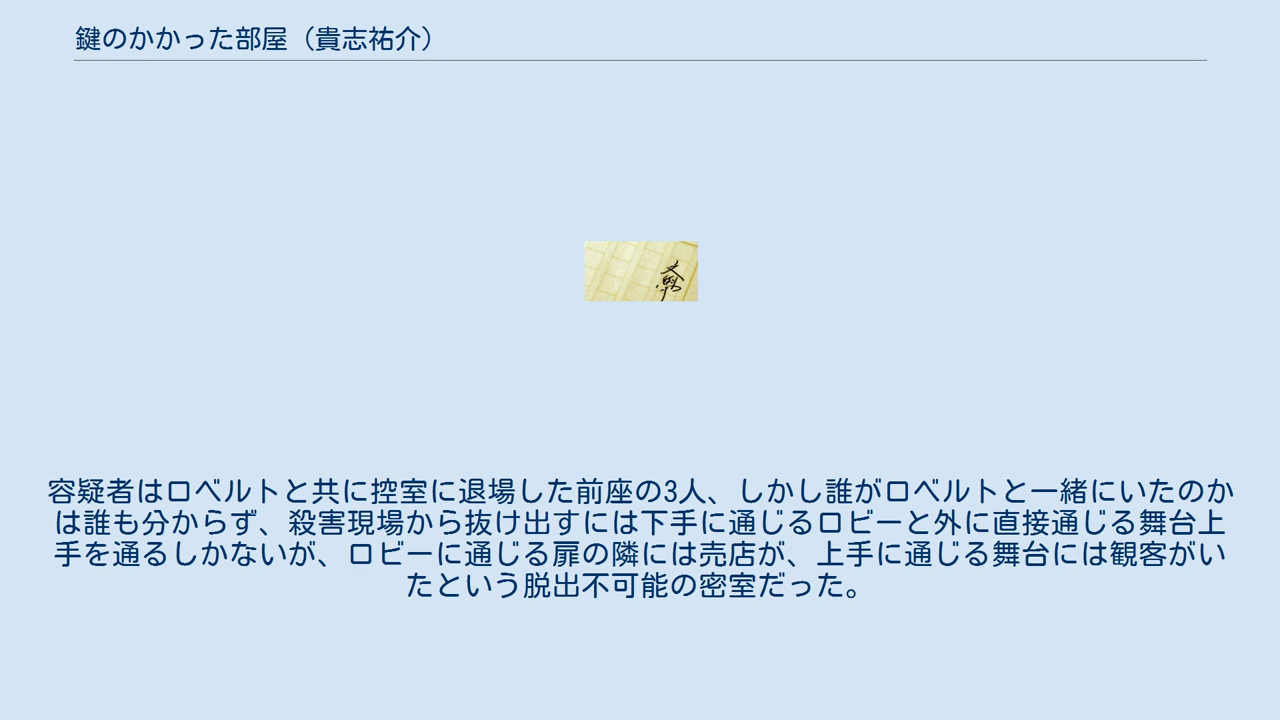 鍵のかかった部屋（貴志祐介）
容疑者はロベルトと共に控室に退場した前座の3人、しかし誰がロベルトと一緒にいたのか
は誰も分からず、殺害現場から抜け出すには下手に通じるロビーと外に直接通じる舞台上
手を通るしかないが、ロビーに通じる扉の隣には売店が、上手に通じる舞台には観客がい
たという脱出不可能の密室だった。